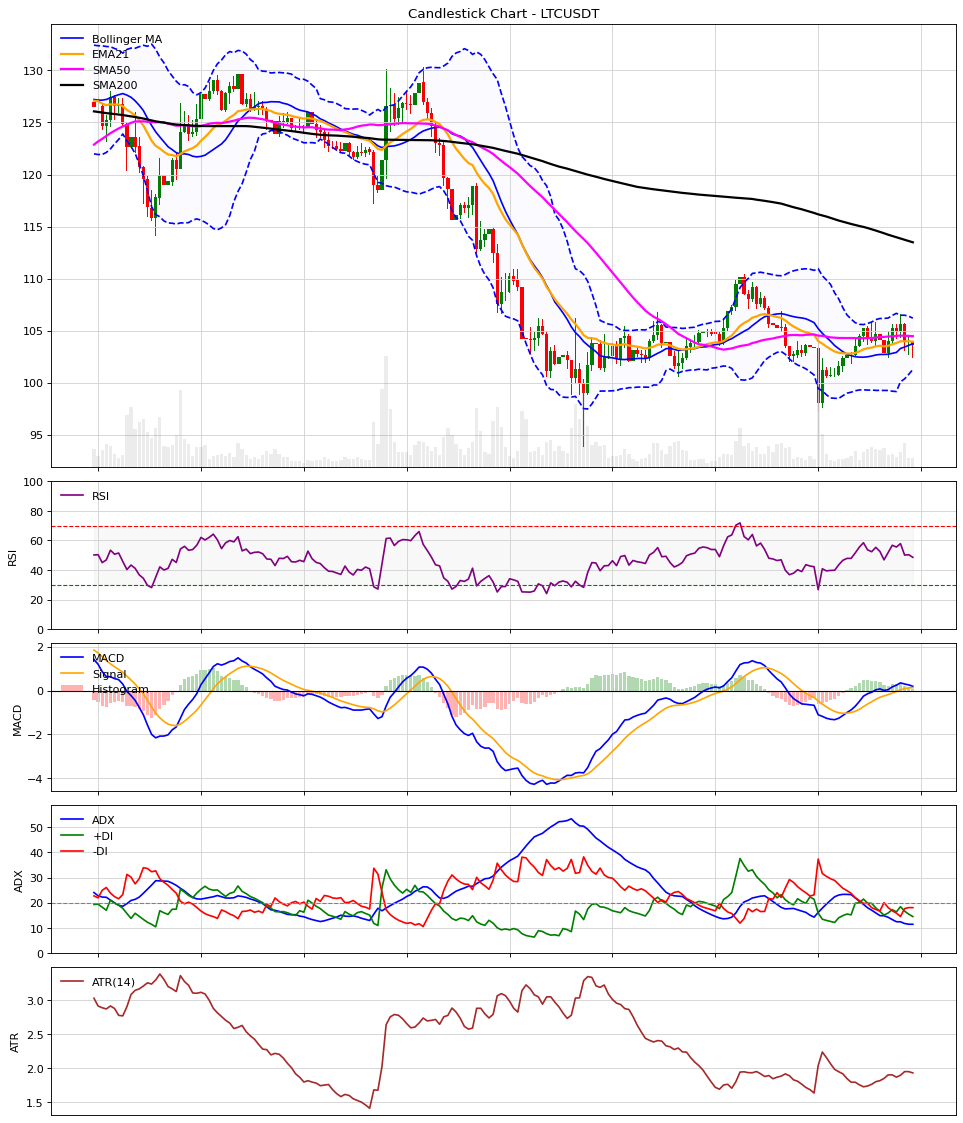 Candlestick Chart - LTCUSDT
Bollinger MA
EMA21
SMA50
SMA200
130
125
120
115
110
105
100
95
RSI
100
80
60
40
20
0
RSI
MACD
Signal
Histogram
2
0
−2
−4
MACD
ADX
+DI
-DI
50
40
30
20
10
0
ADX
ATR(14)
3.0
2.5
2.0
1.5
ATR